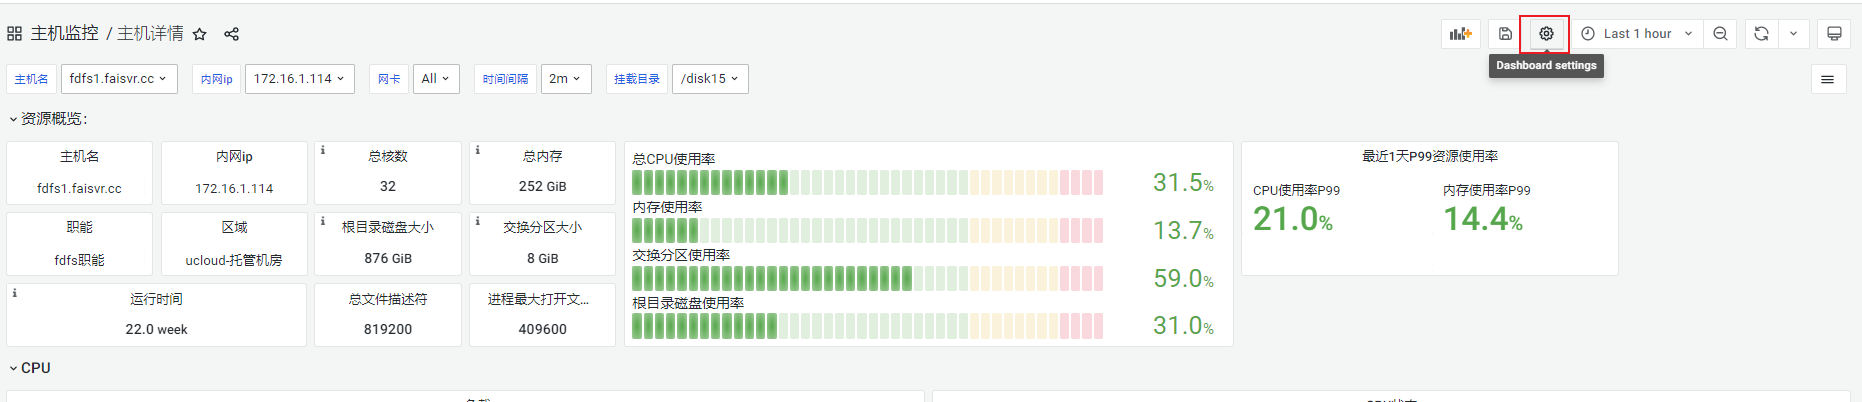 主机监控 / 主机详情
Last 1 hour
Dashboard settings
主机名 fdfs1.faisvr.cc 内网ip 172.16.1.114 网卡 All 时间间隔 2m 挂载目录 /disk15
资源概览：
主机名
fdfs1.faisvr.cc
内网ip
172.16.1.114
总核数
32
总内存
252 GiB
职能
fdfs职能
区域
ucloud-托管机房
根目录磁盘大小
876 GiB
交换分区大小
8 GiB
运行时间
22.0 week
总文件描述符
819200
进程最大打开文...
409600
总CPU使用率
31.5%
内存使用率
13.7%
交换分区使用率
59.0%
根目录磁盘使用率
31.0%
最近1天P99资源使用率
CPU使用率P99
21.0%
内存使用率P99
14.4%
CPU